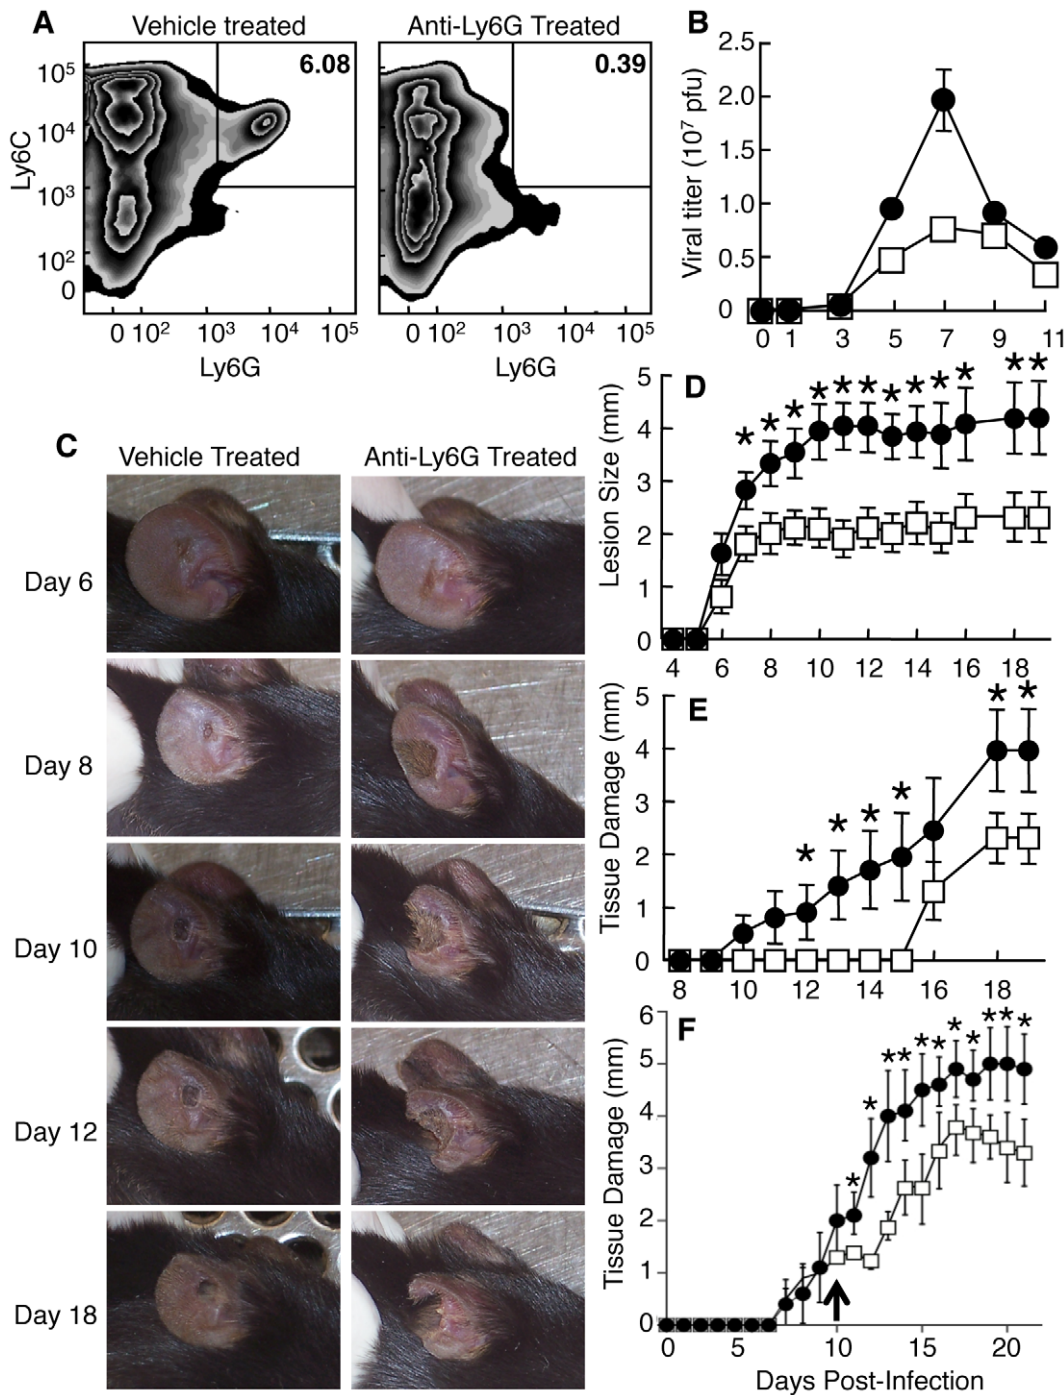 A
Vehicle treated
Anti-Ly6G Treated
6.08
0.39
Ly6C
10⁵
10⁴
10³
10²
0
0 10² 10³ 10⁴ 10⁵
0 10² 10³ 10⁴ 10⁵
Ly6G
Ly6G
B
Viral titer (10⁷ pfu)
2.5
2.0
1.5
1.0
0.5
0
0 1 3 5 7 9 11
C
Vehicle Treated
Anti-Ly6G Treated
Day 6
Day 8
Day 10
Day 12
Day 18
D
Lesion Size (mm)
5
4
3
2
1
0
4 6 8 10 12 14 16 18
* * * * * * * * * * * *
E
Tissue Damage (mm)
5
4
3
2
1
0
8 10 12 14 16 18
* * * * * *
F
Tissue Damage (mm)
6
5
4
3
2
1
0
0 5 10 15 20
* * * * * * * * * * *
Days Post-Infection